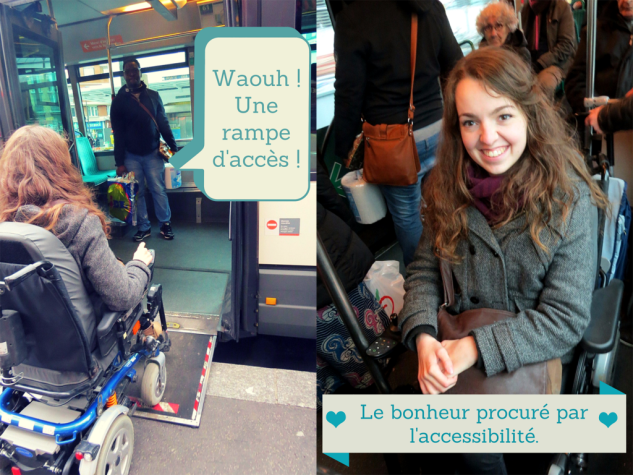 Waouh !
Une
rampe
d'accès !
Le bonheur procuré par
l'accessibilité.